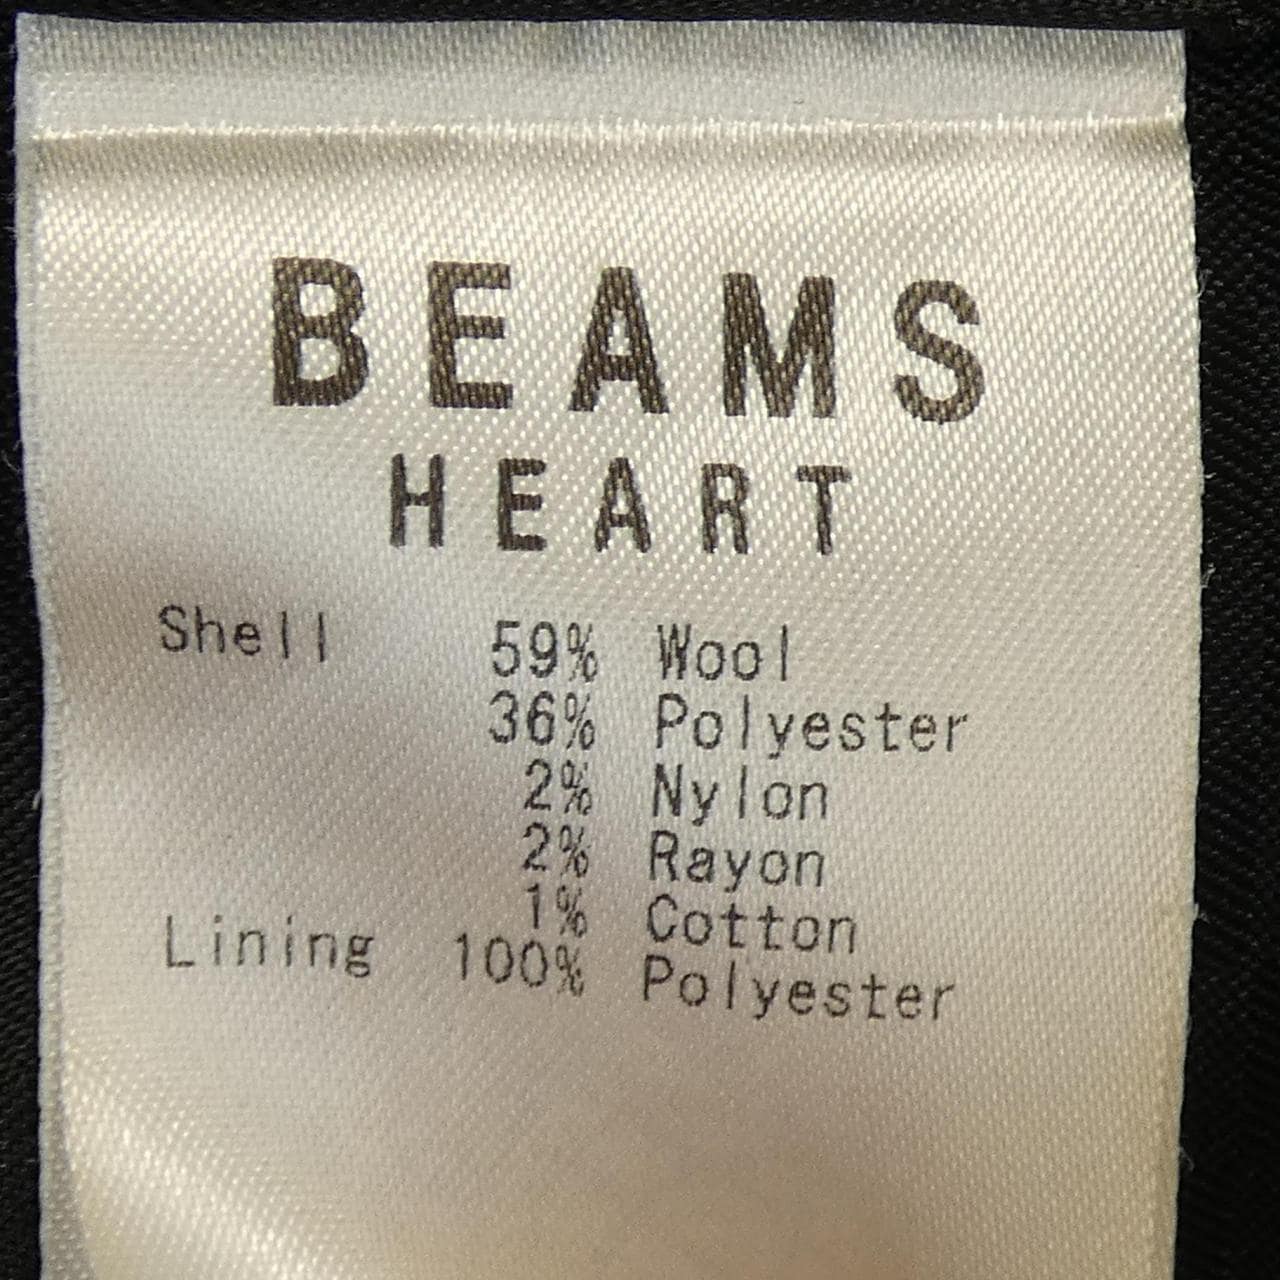 BEAMS
HEART
Shell 59% Wool
36% Polyester
2% Nylon
2% Rayon
1% Cotton
Lining 100% Polyester